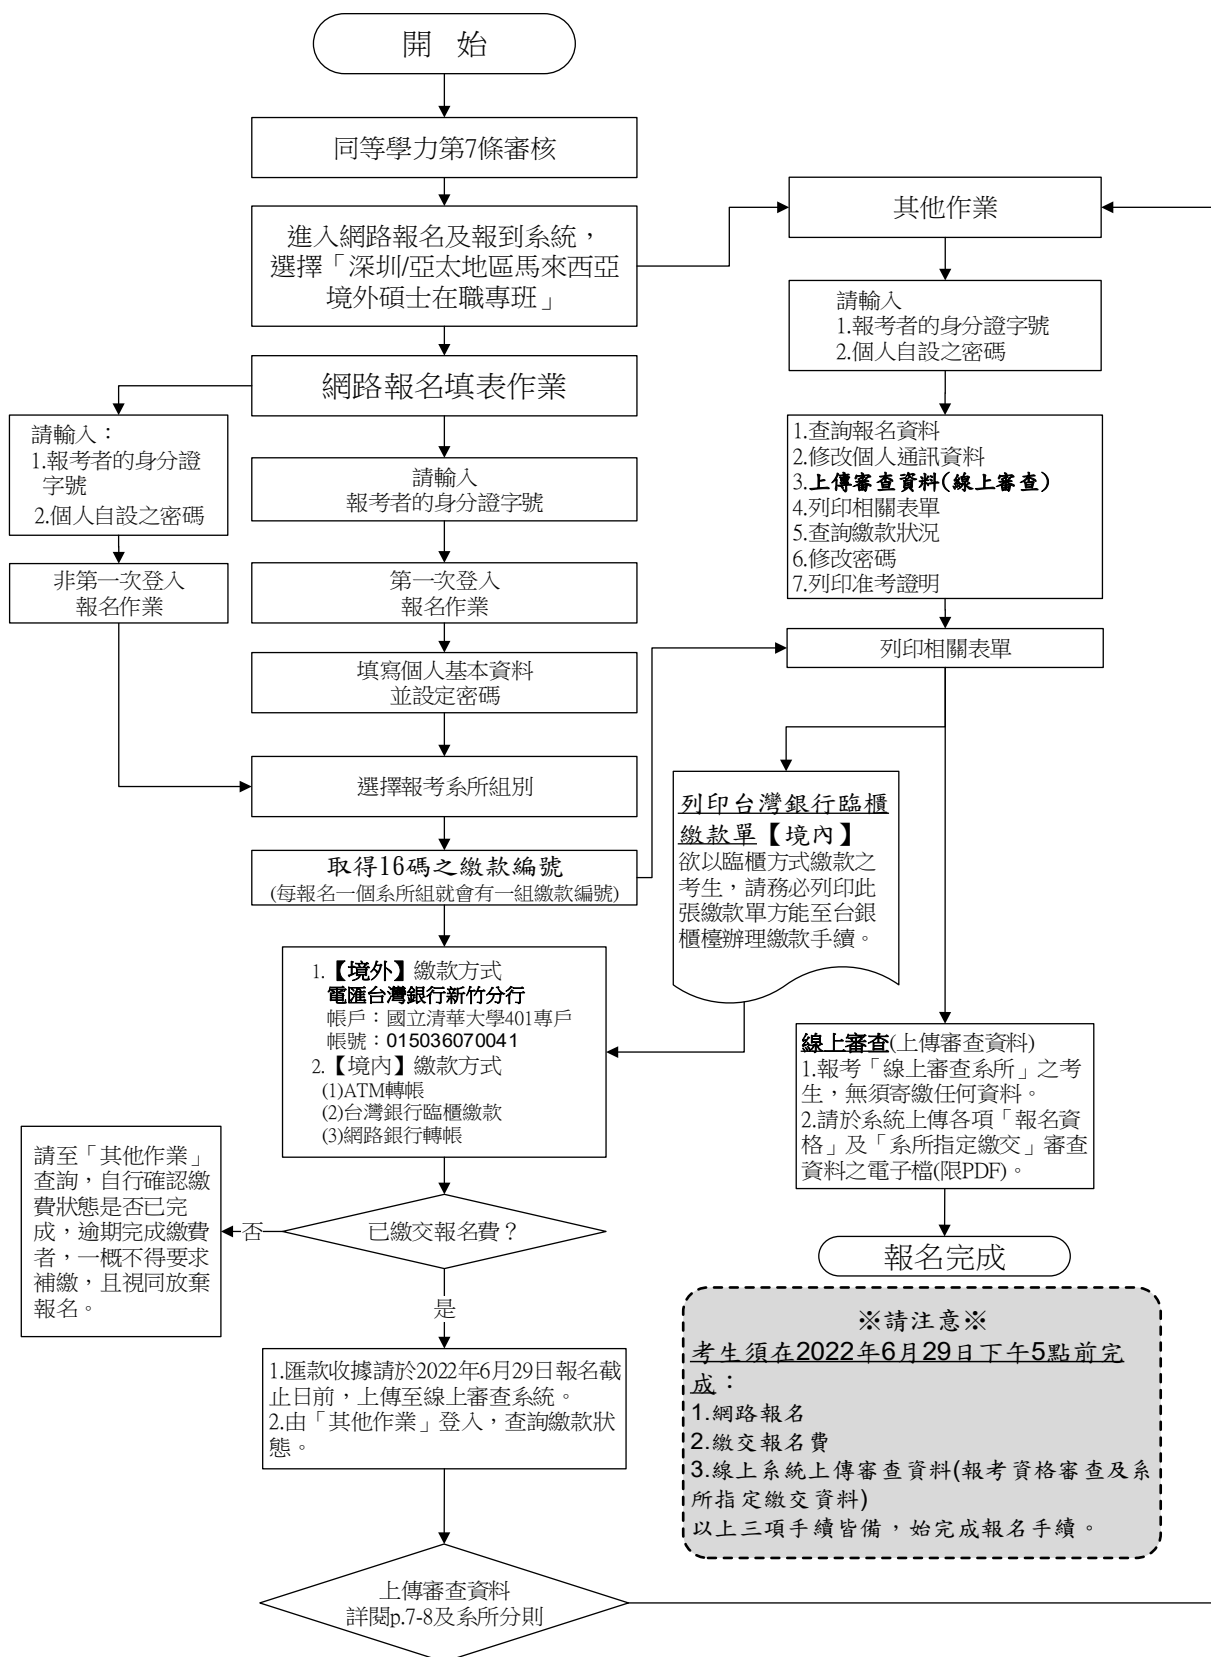 開 始
同等學力第7條審核
進入網路報名及報到系統，
選擇「深圳/亞太地區馬來西亞
境外碩士在職專班」
網路報名填表作業
請輸入：
1.報考者的身分證
字號
2.個人自設之密碼
非第一次登入
報名作業
請輸入
報考者的身分證字號
第一次登入
報名作業
填寫個人基本資料
並設定密碼
選擇報考系所組別
取得16碼之繳款編號
(每報名一個系所組就會有一組繳款編號)
1.【境外】繳款方式
電匯台灣銀行新竹分行
帳戶：國立清華大學401專戶
帳號：015036070041
2.【境內】繳款方式
(1)ATM轉帳
(2)台灣銀行臨櫃繳款
(3)網路銀行轉帳
已繳交報名費？
否
請至「其他作業」
查詢，自行確認繳
費狀態是否已完
成，逾期完成繳費
者，一概不得要求
補繳，且視同放棄
報名。
是
1.匯款收據請於2022年6月29日報名截
止日前，上傳至線上審查系統。
2.由「其他作業」登入，查詢繳款狀
態。
上傳審查資料
詳閱p.7-8及系所分則
其他作業
請輸入
1.報考者的身分證字號
2.個人自設之密碼
1.查詢報名資料
2.修改個人通訊資料
3.上傳審查資料(線上審查)
4.列印相關表單
5.查詢繳款狀況
6.修改密碼
7.列印准考證明
列印相關表單
列印台灣銀行臨櫃
繳款單【境內】
欲以臨櫃方式繳款之
考生，請務必列印此
張繳款單方能至台銀
櫃檯辦理繳款手續。
線上審查(上傳審查資料)
1.報考「線上審查系所」之考
生，無須寄繳任何資料。
2.請於系統上傳各項「報名資
格」及「系所指定繳交」審查
資料之電子檔(限PDF)。
報名完成
※請注意※
考生須在2022年6月29日下午5點前完
成：
1.網路報名
2.繳交報名費
3.線上系統上傳審查資料(報考資格審查及系
所指定繳交資料)
以上三項手續皆備，始完成報名手續。